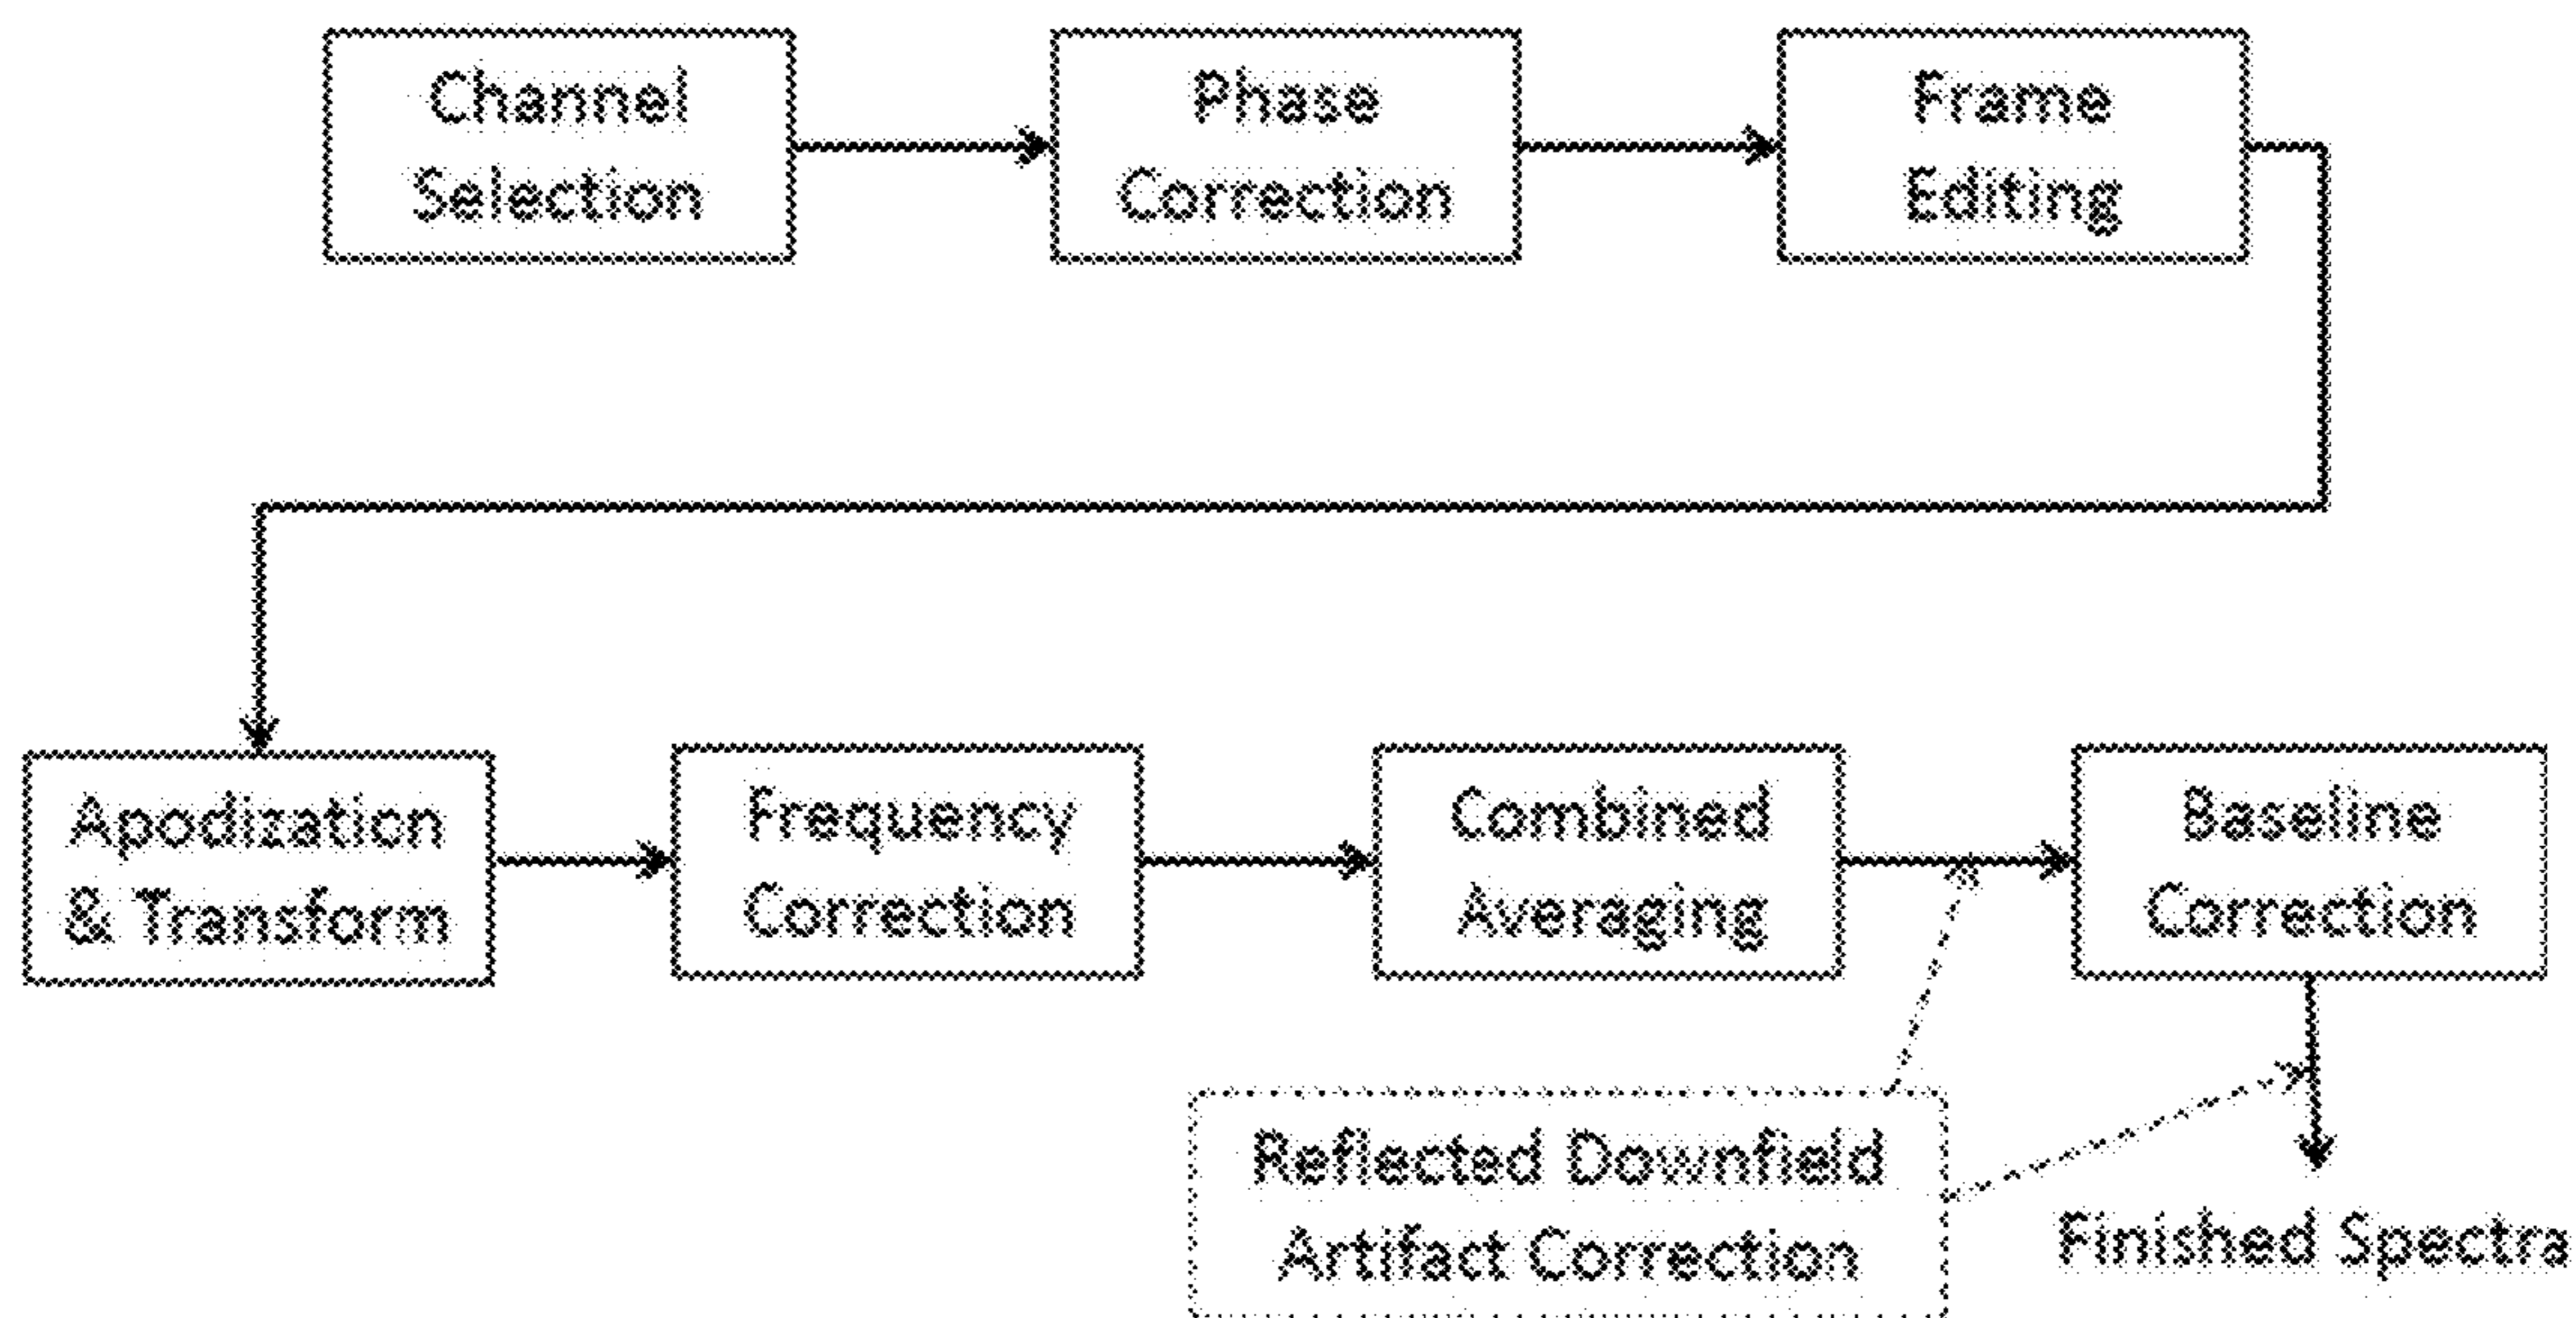 Channel
Selection
Phase
Correction
Frame
Editing
Apodization
& Transform
Frequency
Correction
Combined
Averaging
Baseline
Correction
Reflected Downfield
Artifact Correction
Finished Spectra